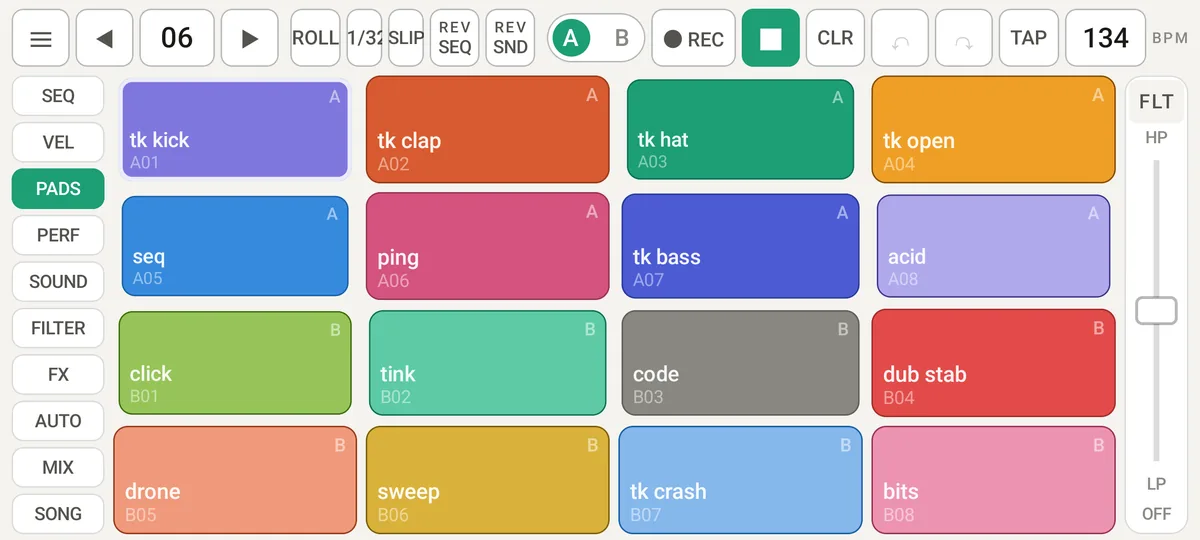 06
ROLL
1/32
SLIP
REV
SEQ
REV
SND
A
B
REC
CLR
TAP
134
BPM
SEQ
VEL
PADS
PERF
SOUND
FILTER
FX
AUTO
MIX
SONG
A
tk kick
A01
A
tk clap
A02
A
tk hat
A03
A
tk open
A04
A
seq
A05
A
ping
A06
A
tk bass
A07
A
acid
A08
B
click
B01
B
tink
B02
B
code
B03
B
dub stab
B04
B
drone
B05
B
sweep
B06
B
tk crash
B07
B
bits
B08
FLT
HP
LP
OFF